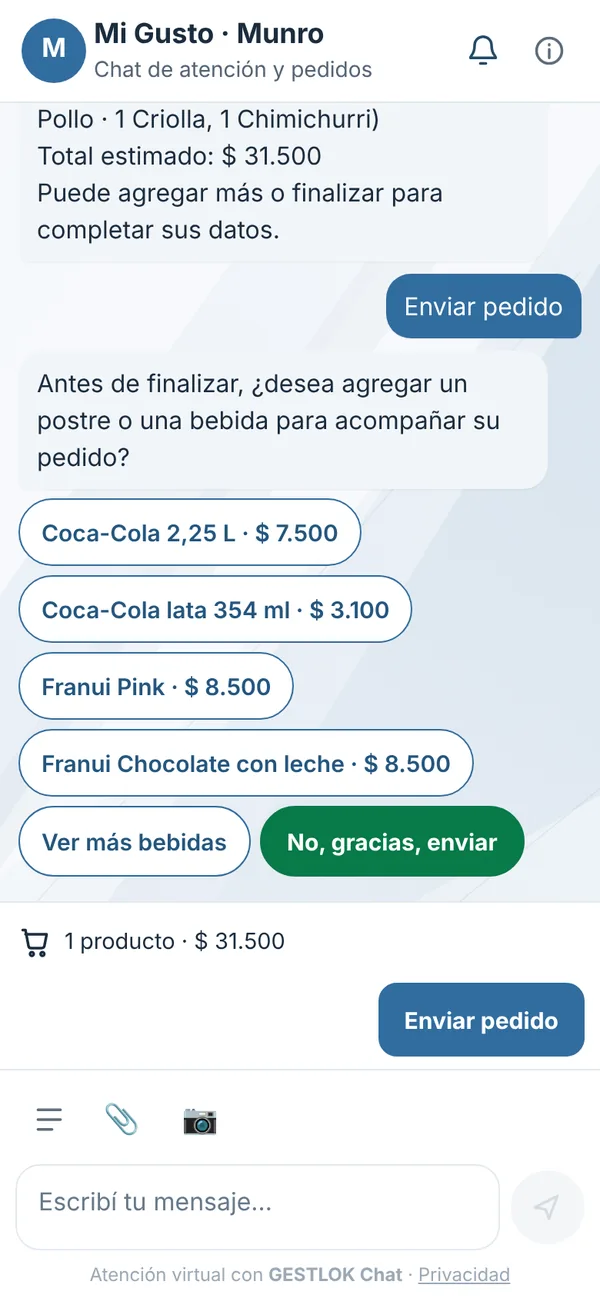 M
Mi Gusto · Munro
Chat de atención y pedidos
Pollo · 1 Criolla, 1 Chimichurri)
Total estimado: $ 31.500
Puede agregar más o finalizar para
completar sus datos.
Enviar pedido
Antes de finalizar, ¿desea agregar un
postre o una bebida para acompañar su
pedido?
Coca-Cola 2,25 L · $ 7.500
Coca-Cola lata 354 ml · $ 3.100
Franui Pink · $ 8.500
Franui Chocolate con leche · $ 8.500
Ver más bebidas
No, gracias, enviar
1 producto · $ 31.500
Enviar pedido
Escribí tu mensaje...
Atención virtual con GESTLOK Chat · Privacidad